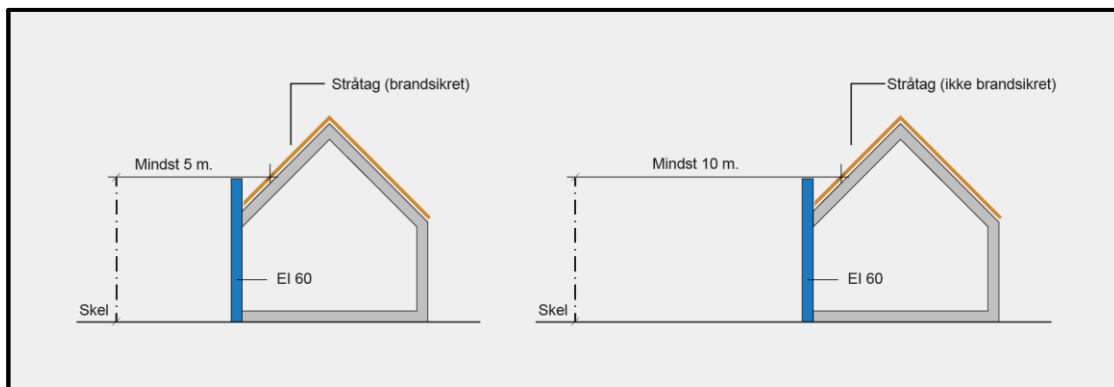 Stråtag (brandsikret)
Mindst 5 m.
EI 60
Skel
Stråtag (ikke brandsikret)
Mindst 10 m.
EI 60
Skel